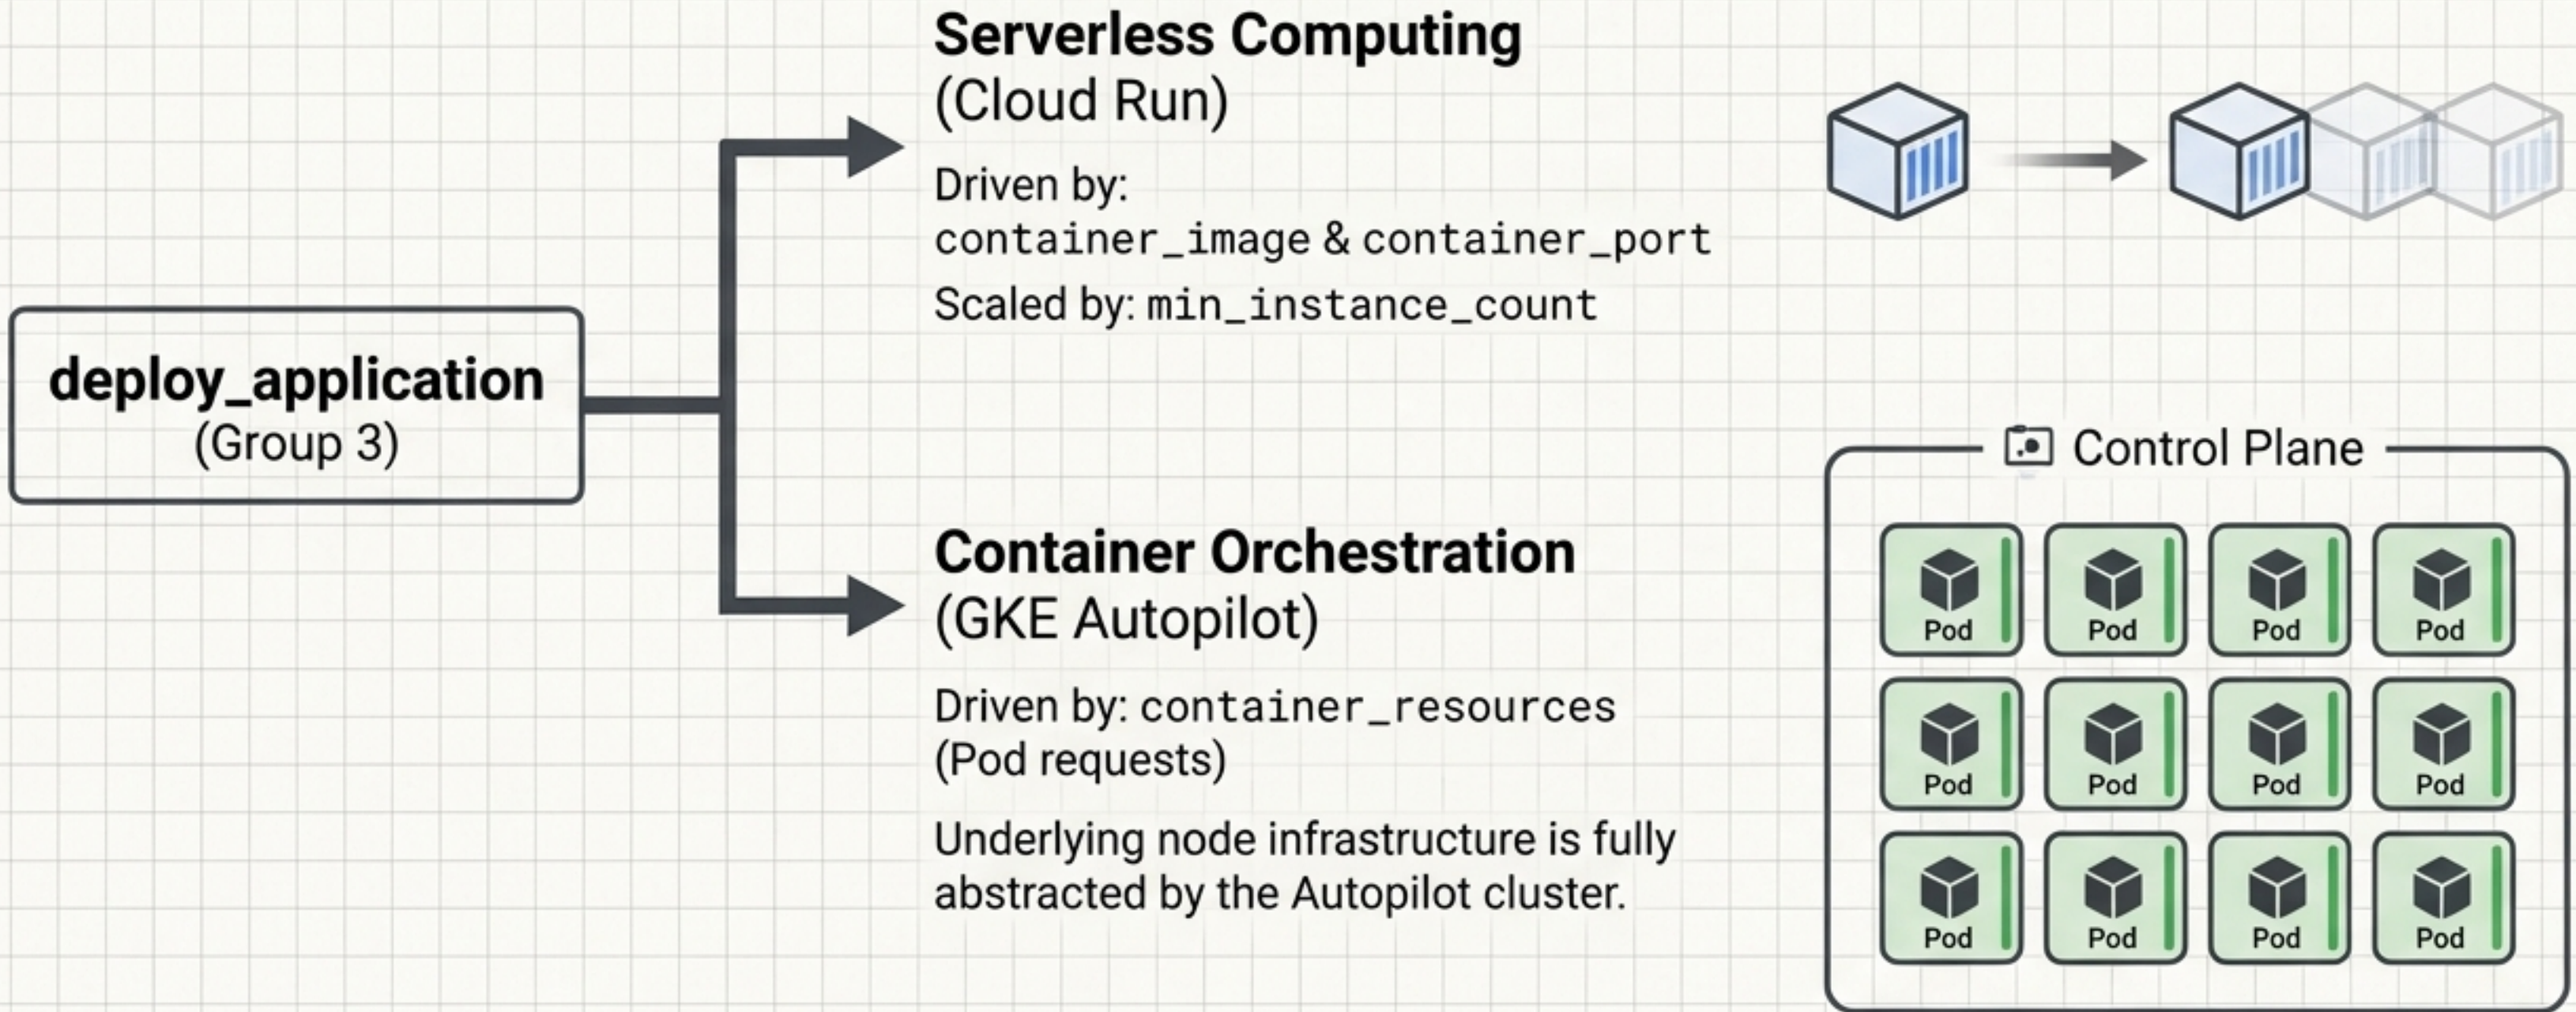 Serverless Computing
(Cloud Run)
Driven by:
container_image & container_port
Scaled by: min_instance_count
deploy_application
(Group 3)
Control Plane
Container Orchestration
(GKE Autopilot)
Driven by: container_resources
(Pod requests)
Underlying node infrastructure is fully
abstracted by the Autopilot cluster.
Pod Pod Pod Pod
Pod Pod Pod Pod
Pod Pod Pod Pod